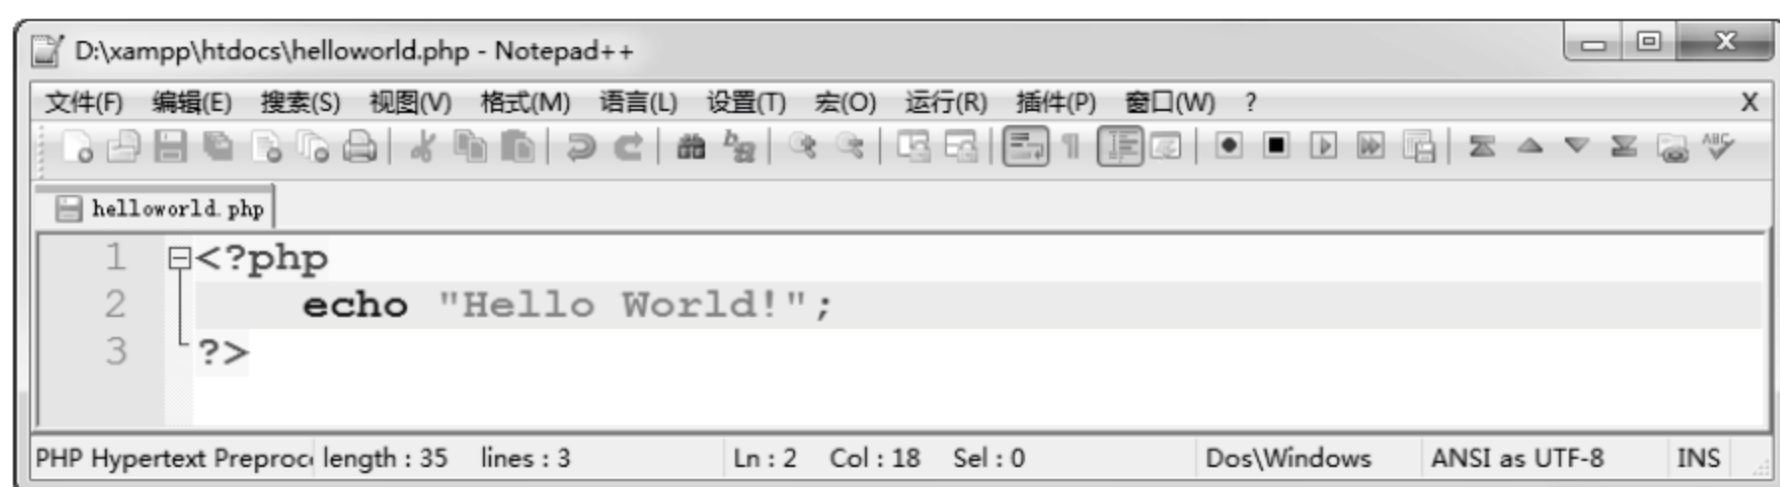 D:\xampp\htdocs\helloworld.php - Notepad++
文件(F) 编辑(E) 搜索(S) 视图(V) 格式(M) 语言(L) 设置(T) 宏(O) 运行(R) 插件(P) 窗口(W) ? X
helloworld.php
1 <?php
2     echo "Hello World!";
3 ?>
PHP Hypertext Preproc length : 35 lines : 3 Ln : 2 Col : 18 Sel : 0 Dos\Windows ANSI as UTF-8 INS